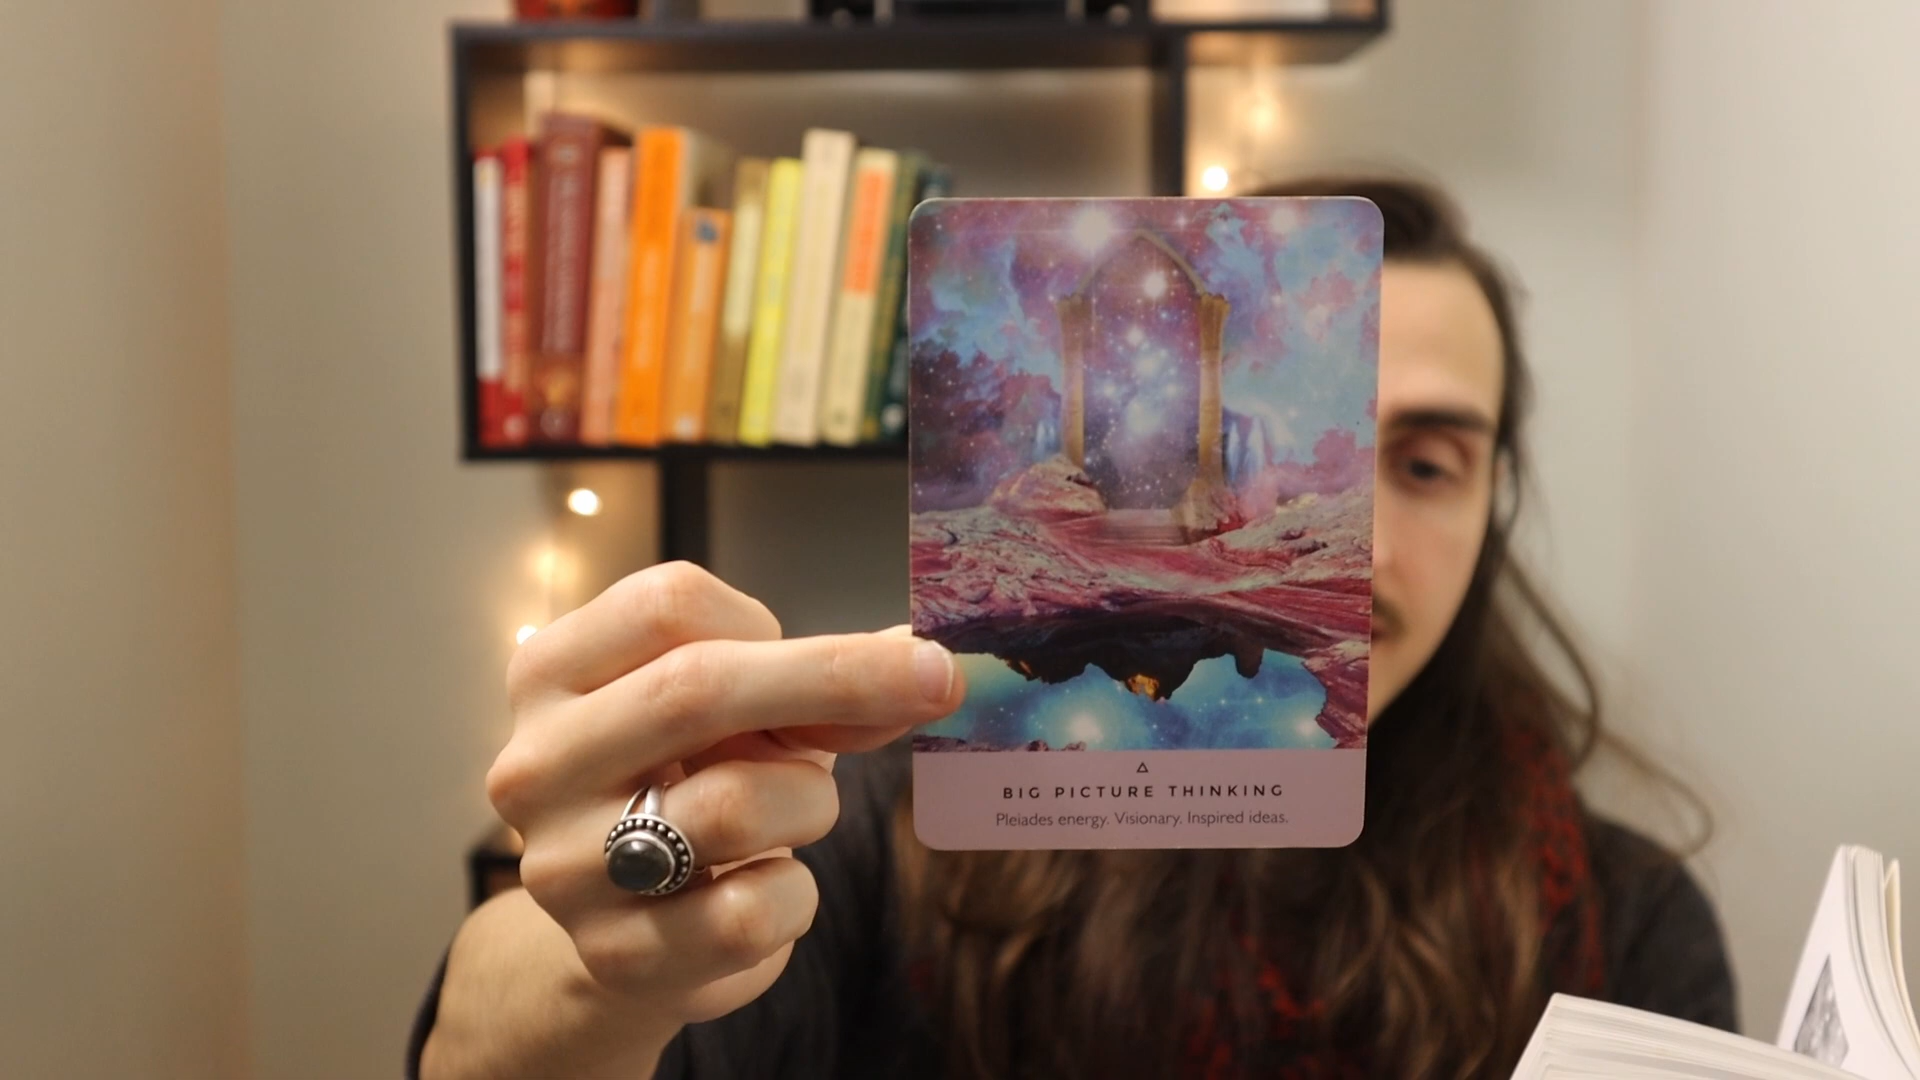 BIG PICTURE THINKING
Pleiades energy. Visionary. Inspired ideas.